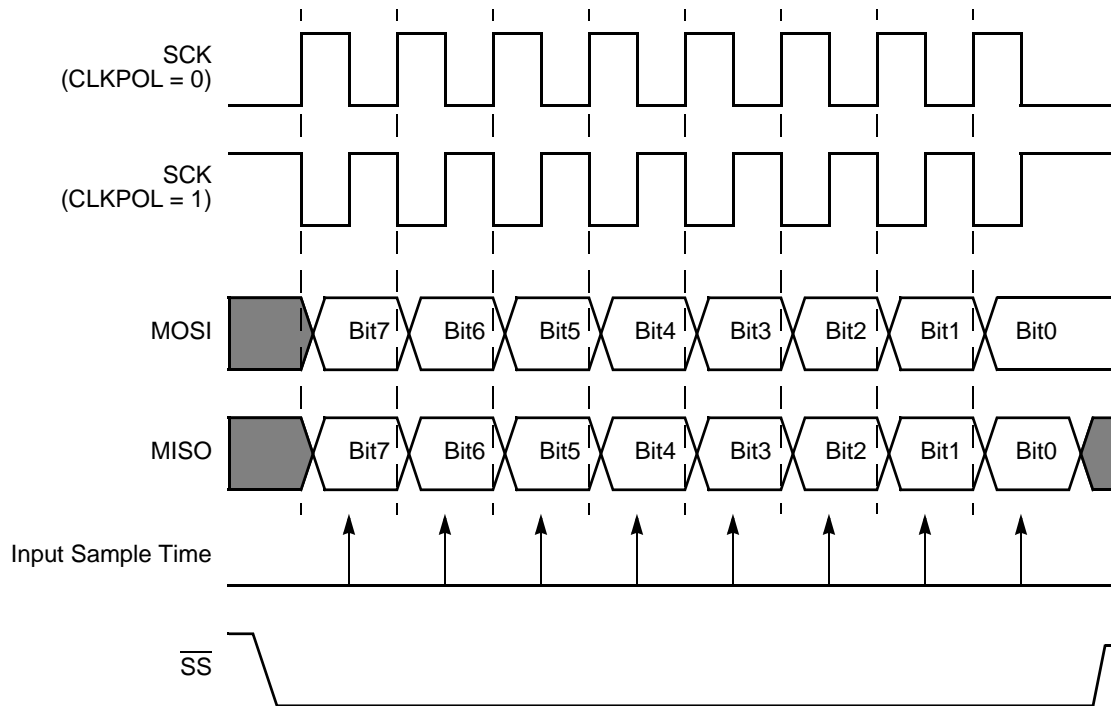 SCK
(CLKPOL = 0)
SCK
(CLKPOL = 1)
MOSI
Bit7 Bit6 Bit5 Bit4 Bit3 Bit2 Bit1 Bit0
MISO
Bit7 Bit6 Bit5 Bit4 Bit3 Bit2 Bit1 Bit0
Input Sample Time
S̅S̅